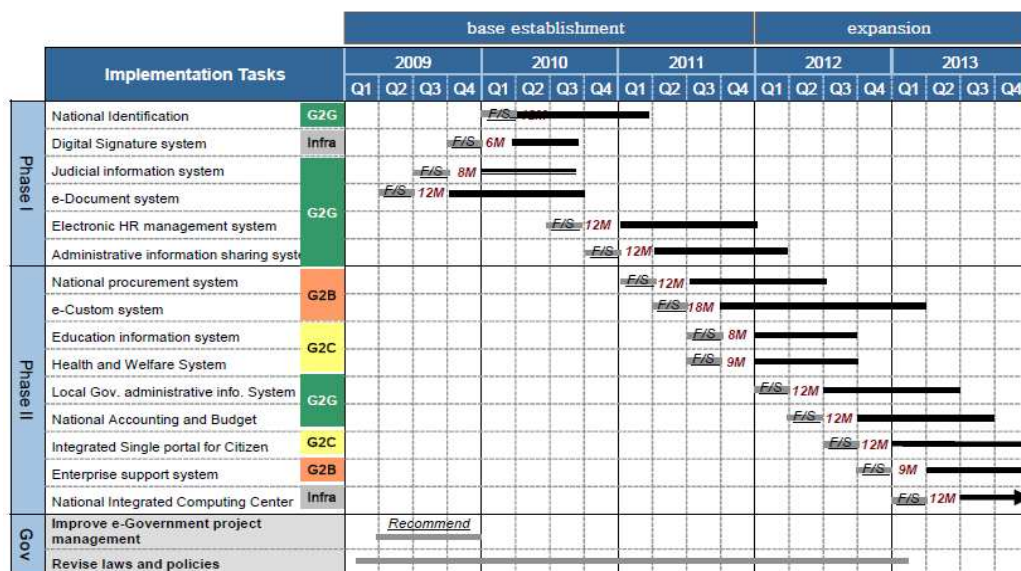 base establishment expansion
Implementation Tasks 2009 2010 2011 2012 2013
Q1 Q2 Q3 Q4 Q1 Q2 Q3 Q4 Q1 Q2 Q3 Q4 Q1 Q2 Q3 Q4 Q1 Q2 Q3 Q4
Phase I
National Identification G2G F/S 12M
Digital Signature system Infra F/S 6M
Judicial information system F/S 8M
e-Document system F/S 12M
G2G
Electronic HR management system F/S 12M
Administrative information sharing syst F/S 12M
Phase II
National procurement system F/S 12M
G2B
e-Custom system F/S 18M
Education information system F/S 8M
G2C
Health and Welfare System F/S 9M
Local Gov. administrative info. System F/S 12M
G2G
National Accounting and Budget F/S 12M
Integrated Single portal for Citizen G2C F/S 12M
Enterprise support system G2B F/S 9M
National Integrated Computing Center Infra F/S 12M
Gov
Improve e-Government project Recommend
management
Revise laws and policies